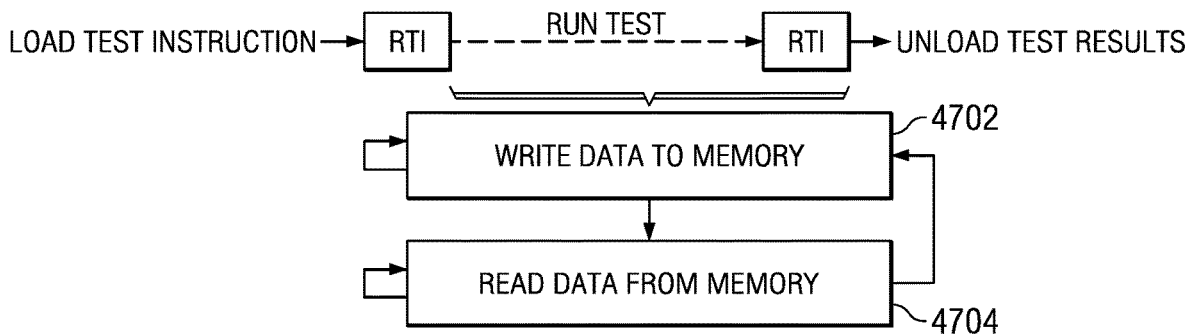 LOAD TEST INSTRUCTION RTI RUN TEST RTI UNLOAD TEST RESULTS
4702
WRITE DATA TO MEMORY
READ DATA FROM MEMORY
4704